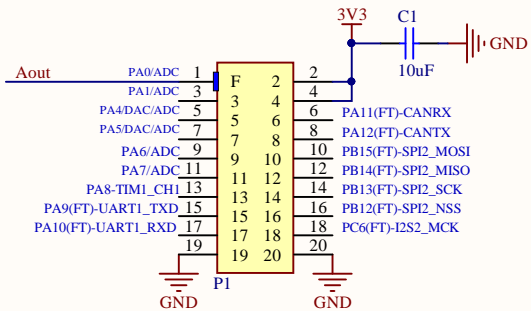 3V3
C1
GND
10uF
Aout
PA0/ADC 1 F 2 2
PA1/ADC 3 3 4 4
PA4/DAC/ADC 5 5 6 6 PA11(FT)-CANRX
PA5/DAC/ADC 7 7 8 8 PA12(FT)-CANTX
PA6/ADC 9 9 10 10 PB15(FT)-SPI2_MOSI
PA7/ADC 11 11 12 12 PB14(FT)-SPI2_MISO
PA8-TIM1_CH1 13 13 14 14 PB13(FT)-SPI2_SCK
PA9(FT)-UART1_TXD 15 15 16 16 PB12(FT)-SPI2_NSS
PA10(FT)-UART1_RXD 17 17 18 18 PC6(FT)-I2S2_MCK
19 19 20 20
P1
GND GND